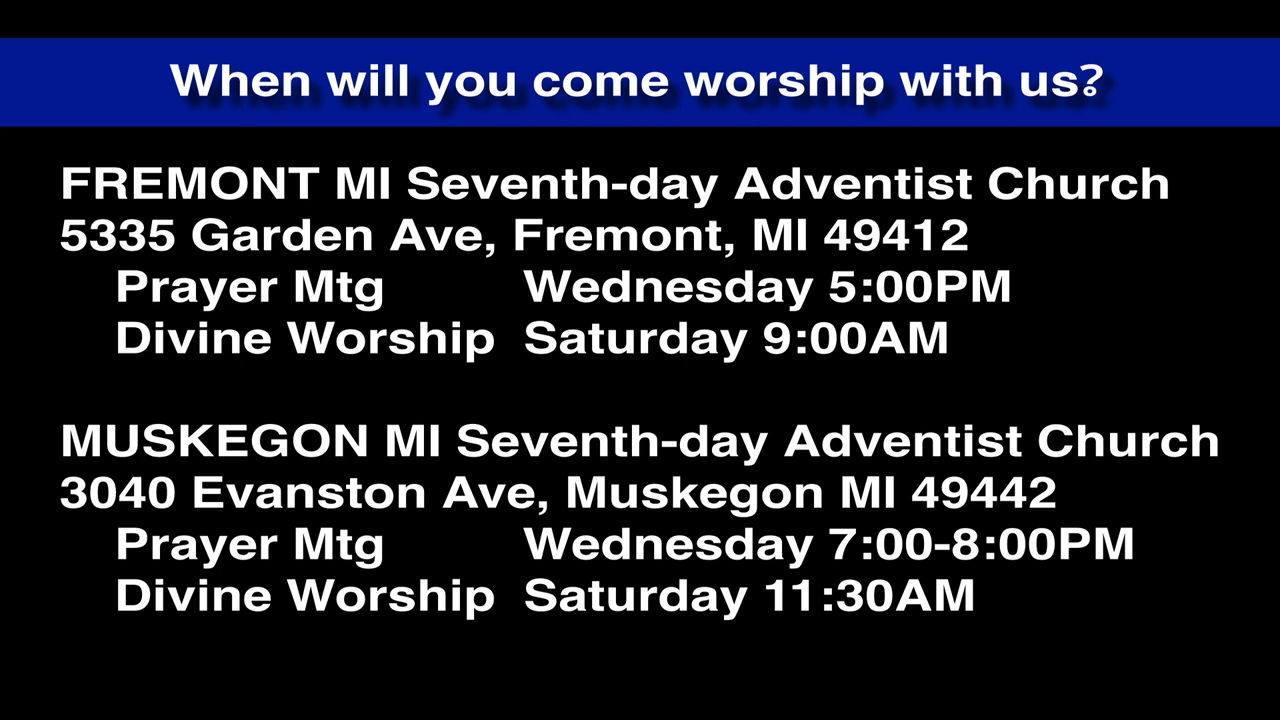 When will you come worship with us?
FREMONT MI Seventh-day Adventist Church
5335 Garden Ave, Fremont, MI 49412
Prayer Mtg Wednesday 5:00PM
Divine Worship Saturday 9:00AM
MUSKEGON MI Seventh-day Adventist Church
3040 Evanston Ave, Muskegon MI 49442
Prayer Mtg Wednesday 7:00-8:00PM
Divine Worship Saturday 11:30AM